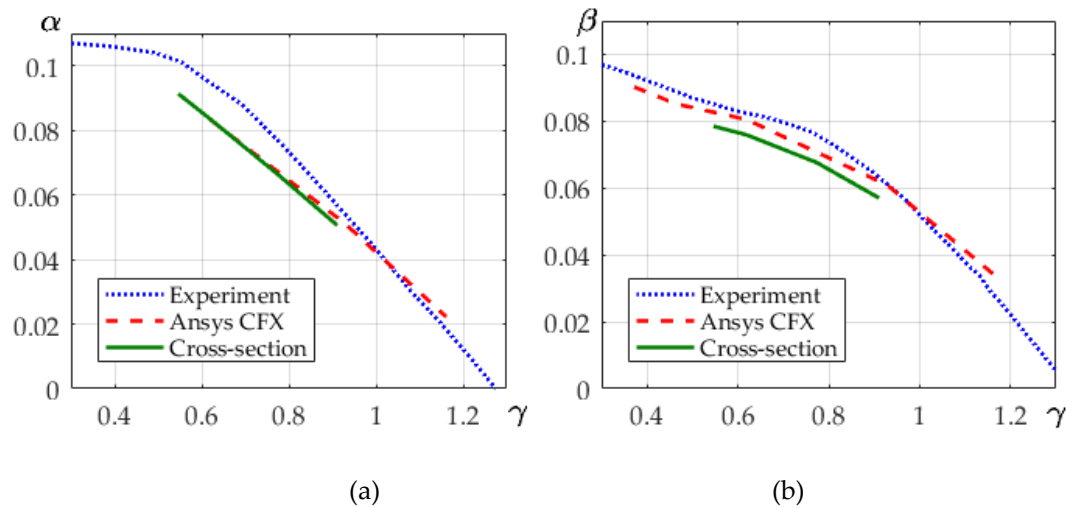 α
0.1
0.08
0.06
0.04
0.02
0
Experiment
Ansys CFX
Cross-section
0.4 0.6 0.8 1 1.2 γ
(a)
β
0.1
0.08
0.06
0.04
0.02
0
Experiment
Ansys CFX
Cross-section
0.4 0.6 0.8 1 1.2 γ
(b)